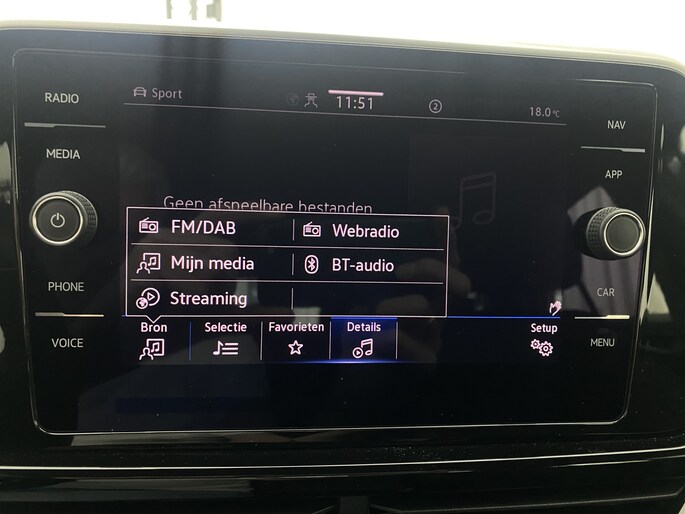 RADIO
MEDIA
PHONE
VOICE
Sport
11:51
2
18.0°C
NAV
APP
CAR
MENU
Geen afspeelbare bestanden
FM/DAB
Webradio
Mijn media
BT-audio
Streaming
Bron
Selectie
Favorieten
Details
Setup